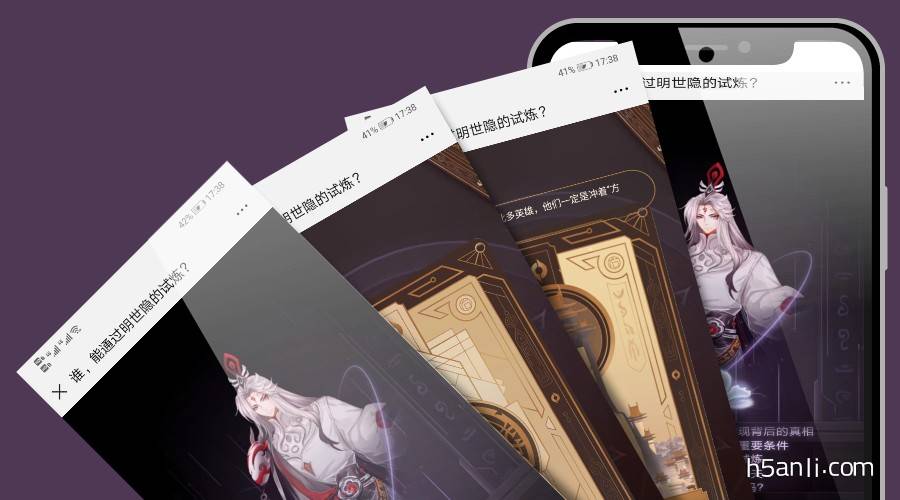 42% 17:38
谁，能通过明世隐的试炼？
41% 17:38
明世隐的试炼？
41% 17:38
明世隐的试炼？
多英雄，他们一定是冲着“方
过明世隐的试炼？
现背后的真相
重要条件
h5anli.com